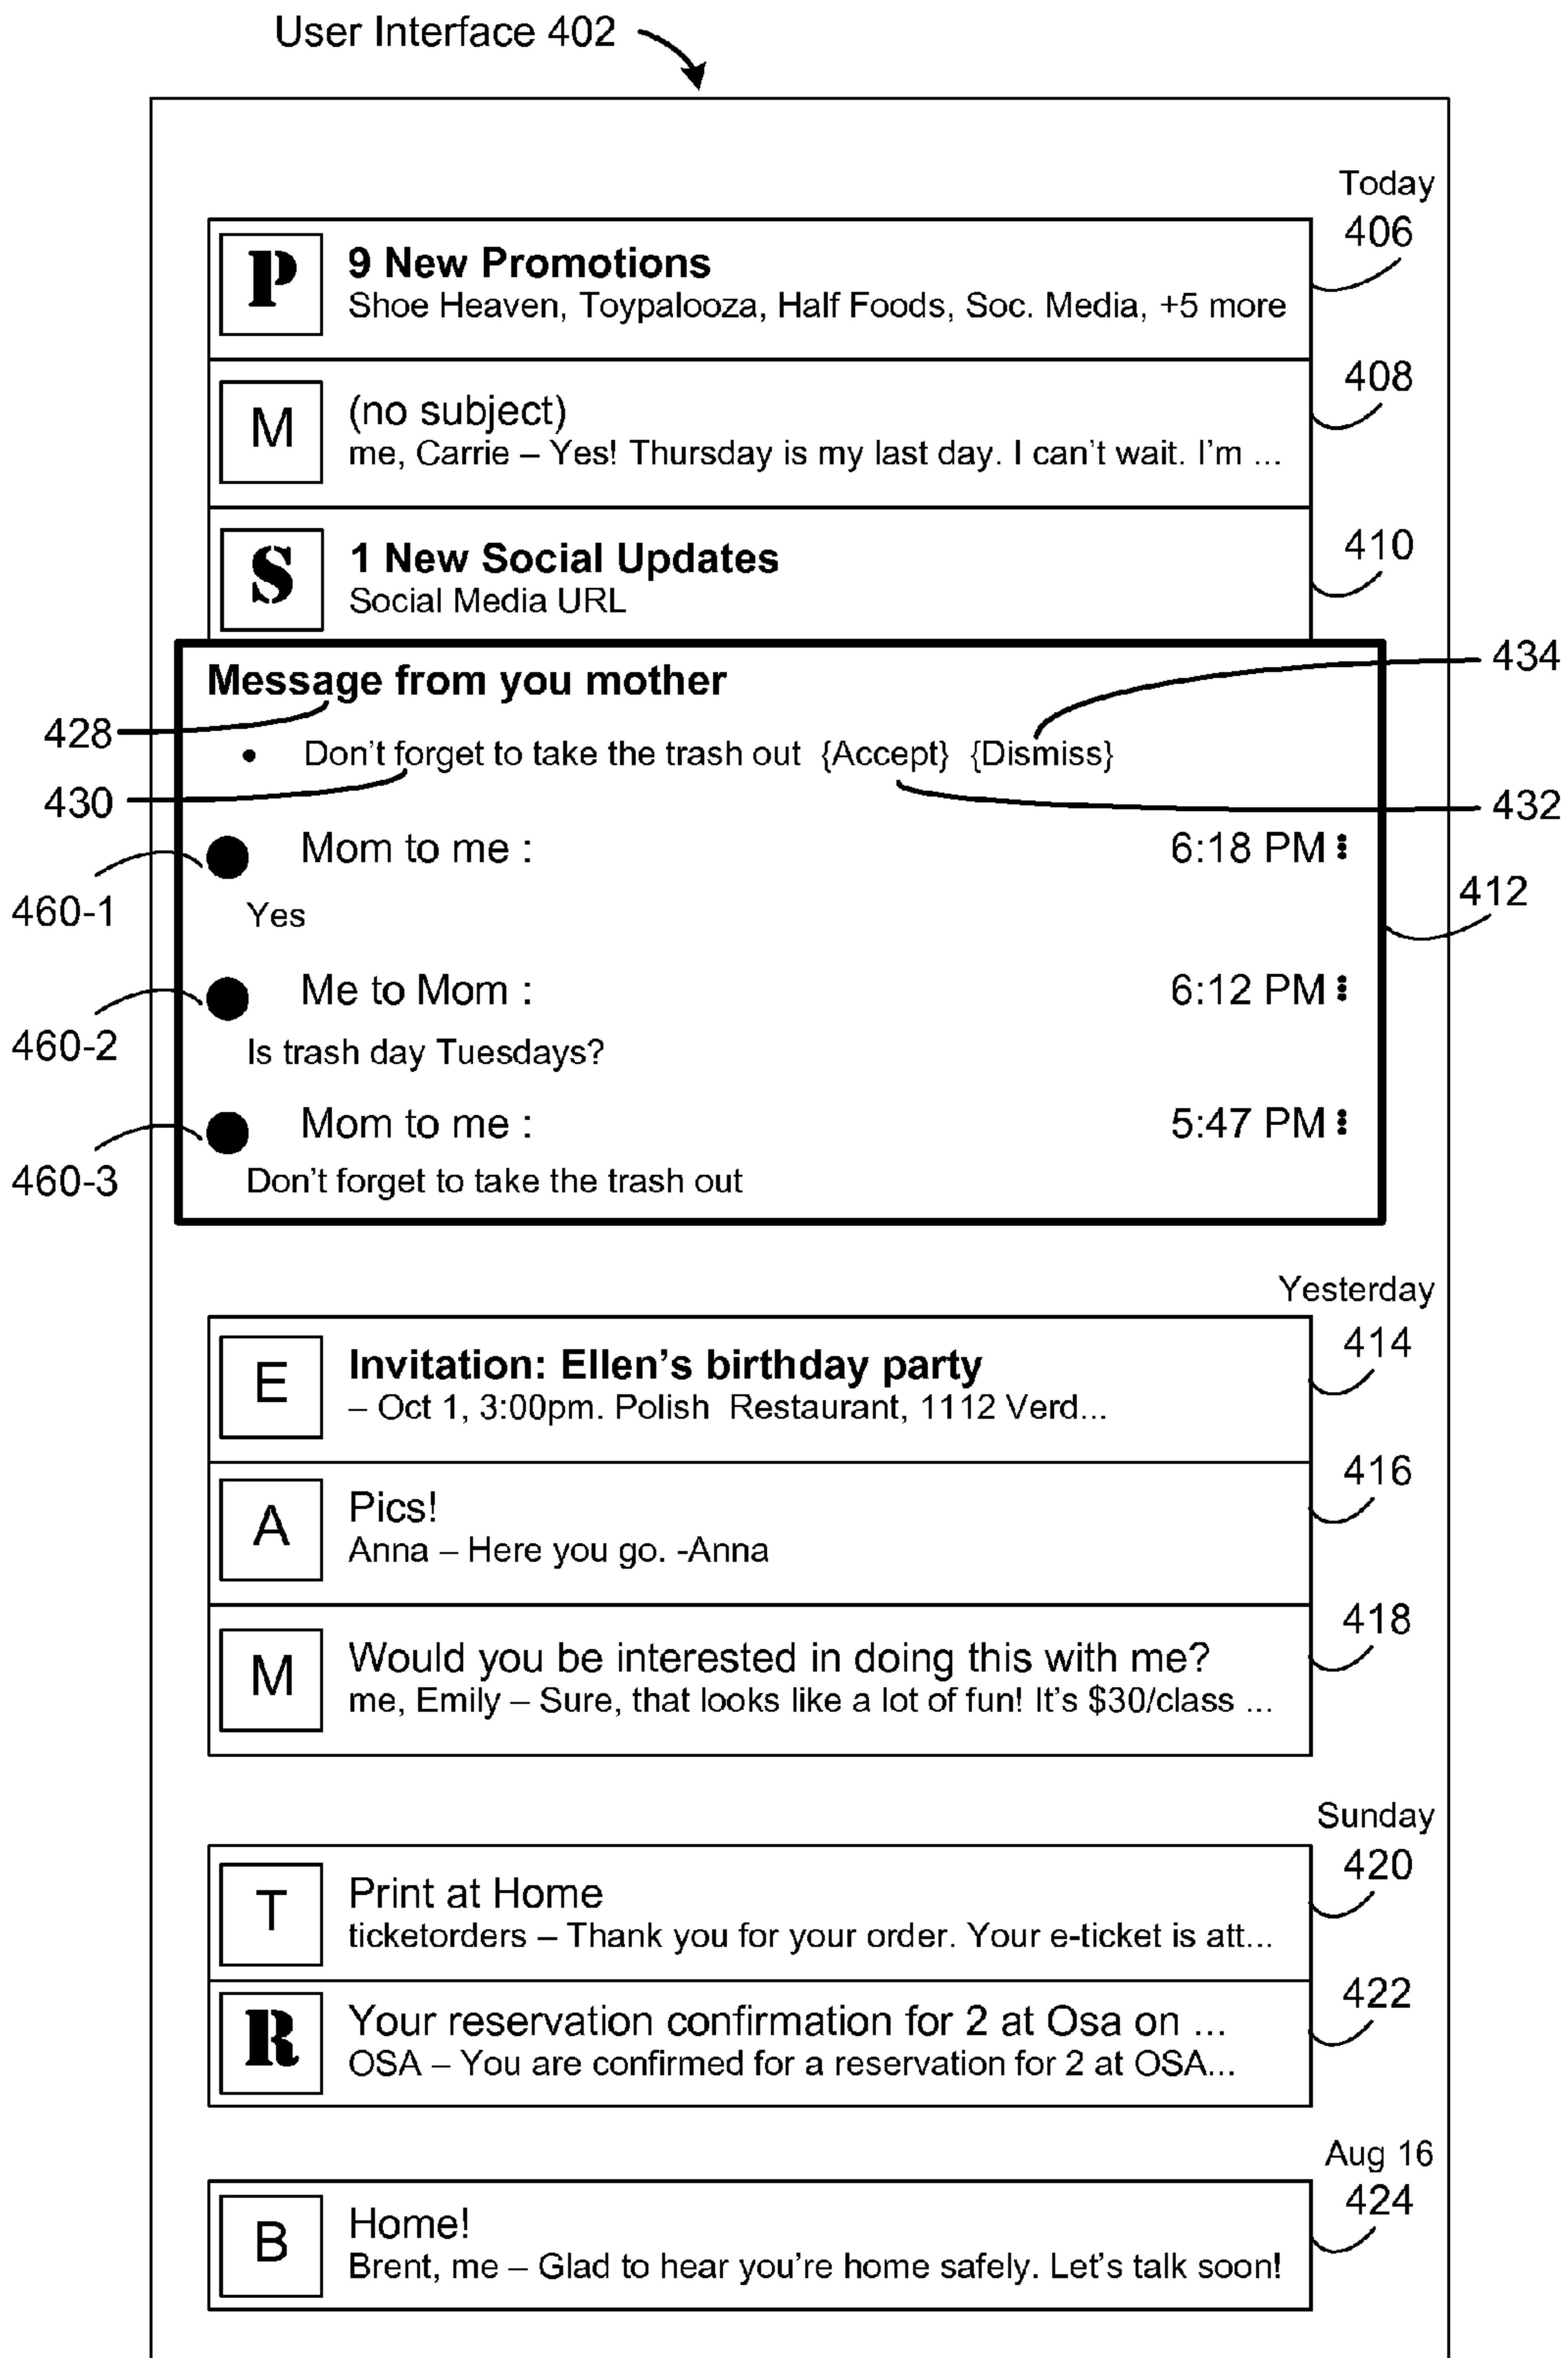 User Interface 402
Today
406
P
9 New Promotions
Shoe Heaven, Toypalooza, Half Foods, Soc. Media, +5 more
408
M
(no subject)
me, Carrie – Yes! Thursday is my last day. I can't wait. I'm ...
410
S
1 New Social Updates
Social Media URL
434
Message from you mother
428
• Don't forget to take the trash out {Accept} {Dismiss}
430
432
Mom to me : 6:18 PM
412
460-1
Yes
Me to Mom : 6:12 PM
460-2
Is trash day Tuesdays?
Mom to me : 5:47 PM
460-3
Don't forget to take the trash out
Yesterday
414
E
Invitation: Ellen's birthday party
– Oct 1, 3:00pm. Polish Restaurant, 1112 Verd...
416
A
Pics!
Anna – Here you go. -Anna
418
M
Would you be interested in doing this with me?
me, Emily – Sure, that looks like a lot of fun! It's $30/class ...
Sunday
420
T
Print at Home
ticketorders – Thank you for your order. Your e-ticket is att...
422
R
Your reservation confirmation for 2 at Osa on ...
OSA – You are confirmed for a reservation for 2 at OSA...
Aug 16
424
B
Home!
Brent, me – Glad to hear you're home safely. Let's talk soon!